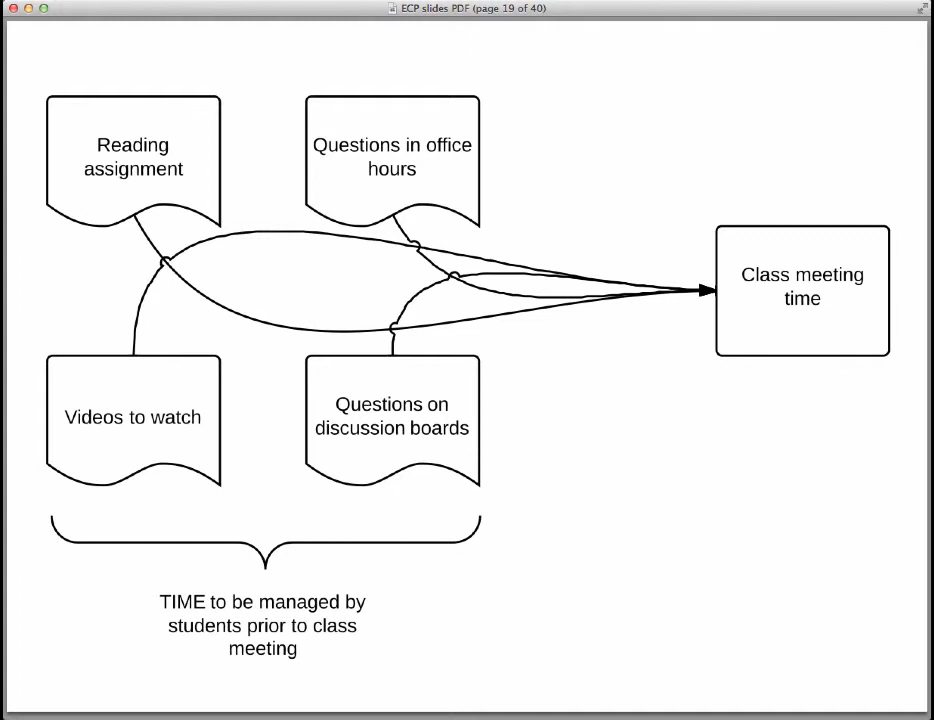 ECP slides PDF (page 19 of 40)
Reading
assignment
Questions in office
hours
Class meeting
time
Videos to watch
Questions on
discussion boards
TIME to be managed by
students prior to class
meeting